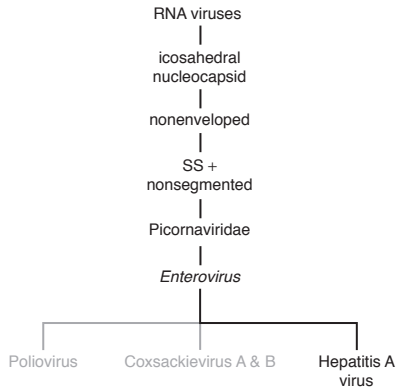 RNA viruses
icosahedral
nucleocapsid
nonenveloped
SS +
nonsegmented
Picornaviridae
Enterovirus
Poliovirus Coxsackievirus A & B Hepatitis A
virus